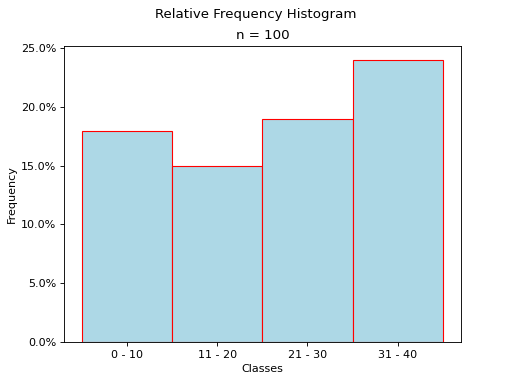 Relative Frequency Histogram
n = 100
25.0%
20.0%
15.0%
10.0%
5.0%
0.0%
Frequency
0 - 10
11 - 20
21 - 30
31 - 40
Classes